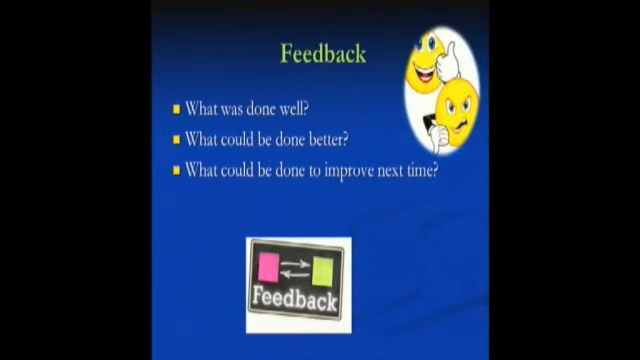 Feedback
What was done well?
What could be done better?
What could be done to improve next time?
Feedback